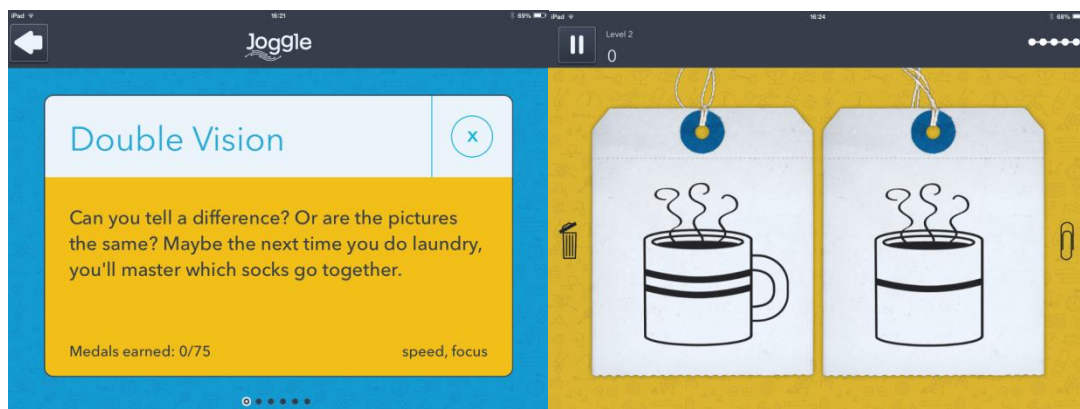 iPad 16:21 69%
Joggle
Double Vision
x
Can you tell a difference? Or are the pictures
the same? Maybe the next time you do laundry,
you'll master which socks go together.
Medals earned: 0/75 speed, focus
iPad 16:24 68%
Level 2
0